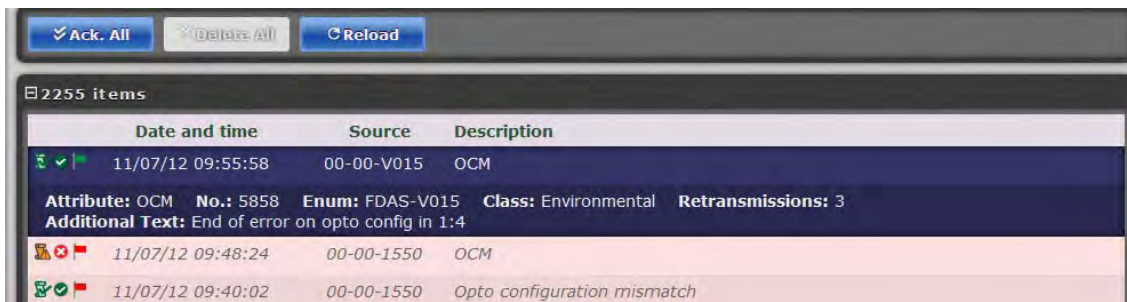 Ack. All Delete All Reload
2255 items
Date and time Source Description
11/07/12 09:55:58 00-00-V015 OCM
Attribute: OCM No.: 5858 Enum: FDAS-V015 Class: Environmental Retransmissions: 3
Additional Text: End of error on opto config in 1:4
11/07/12 09:48:24 00-00-1550 OCM
11/07/12 09:40:02 00-00-1550 Opto configuration mismatch